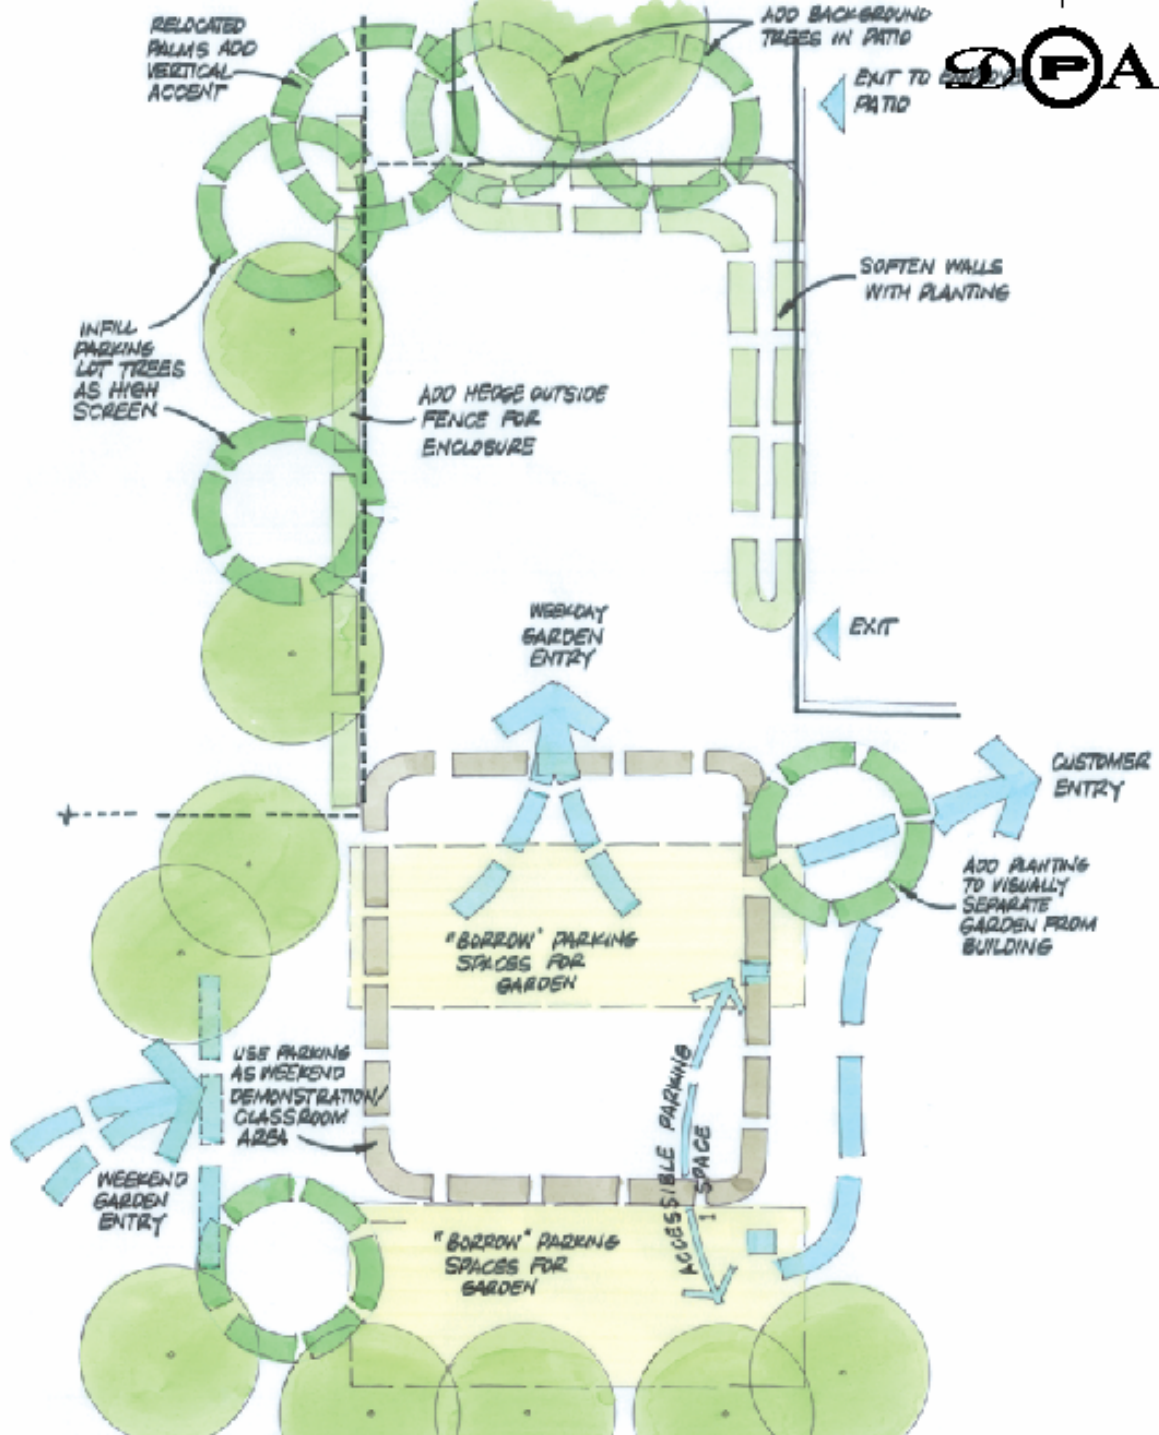 RELOCATED
PALMS ADD
VERTICAL
ACCENT
ADD BACKGROUND
TREES IN PATIO
DPA
EXIT TO
PATIO
SOFTEN WALLS
WITH PLANTING
INFILL
PARKING
LOT TREES
AS HIGH
SCREEN
ADD HEDGE OUTSIDE
FENCE FOR
ENCLOSURE
WEEKDAY
GARDEN
ENTRY
EXIT
CUSTOMER
ENTRY
ADD PLANTING
TO VISUALLY
SEPARATE
GARDEN FROM
BUILDING
"BORROW" PARKING
SPACES FOR
GARDEN
USE PARKING
AS WEEKEND
DEMONSTRATION/
CLASSROOM
AREA
ACCESSIBLE PARKING
SPACE
1
WEEKEND
GARDEN
ENTRY
"BORROW" PARKING
SPACES FOR
GARDEN